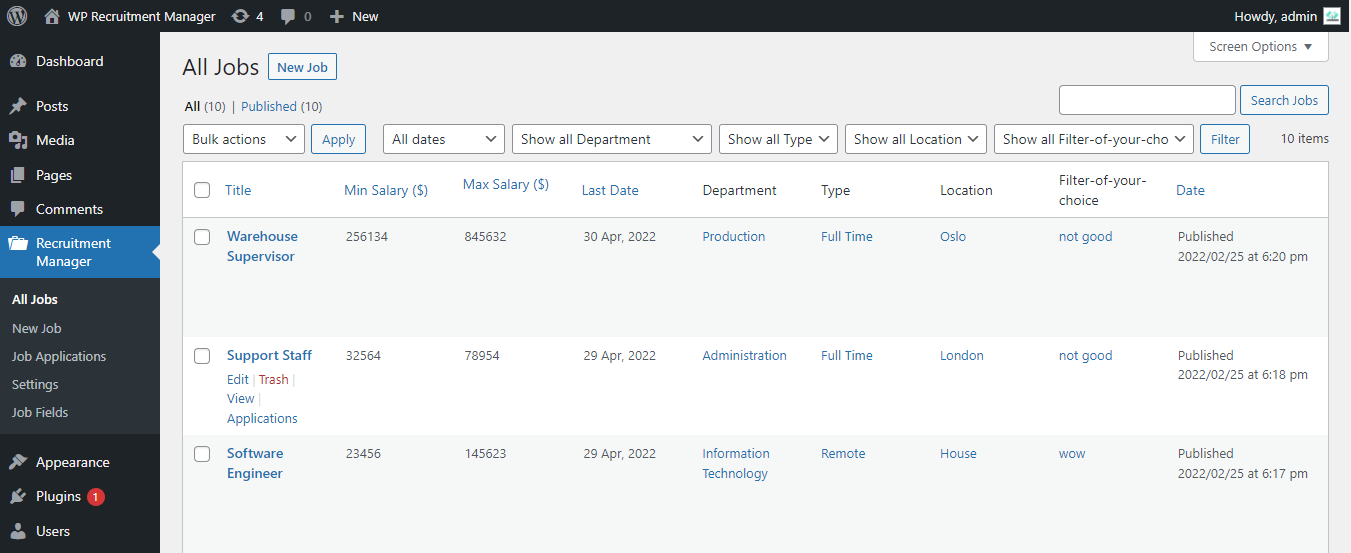 WP Recruitment Manager 4 0 New Howdy, admin
Dashboard
Posts
Media
Pages
Comments
Recruitment
Manager
All Jobs
New Job
Job Applications
Settings
Job Fields
Appearance
Plugins 1
Users
Screen Options
All Jobs New Job
All (10) | Published (10)
Search Jobs
Bulk actions Apply All dates Show all Department Show all Type Show all Location Show all Filter-of-your-cho Filter 10 items
Title Min Salary ($) Max Salary ($) Last Date Department Type Location Filter-of-your-
choice Date
Warehouse 256134 845632 30 Apr, 2022 Production Full Time Oslo not good Published
Supervisor 2022/02/25 at 6:20 pm
Support Staff 32564 78954 29 Apr, 2022 Administration Full Time London not good Published
2022/02/25 at 6:18 pm
Edit | Trash |
View |
Applications
Software 23456 145623 29 Apr, 2022 Information Remote House wow Published
Engineer Technology 2022/02/25 at 6:17 pm